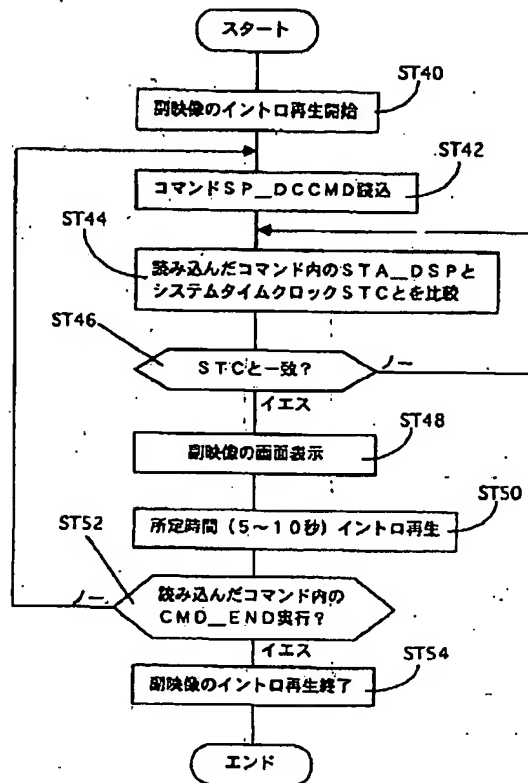 スタート
ST40
副映像のイントロ再生開始
ST42
コマンドSP__DCCMD読込
ST44
読み込んだコマンド内のSTA__DSPと
システムタイムクロックSTCとを比較
ST46
STCと一致?
ノー
イエス
ST48
副映像の画面表示
ST50
所定時間(5〜10秒)イントロ再生
ST52
読み込んだコマンド内の
CMD__END実行?
ノー
イエス
ST54
副映像のイントロ再生終了
エンド